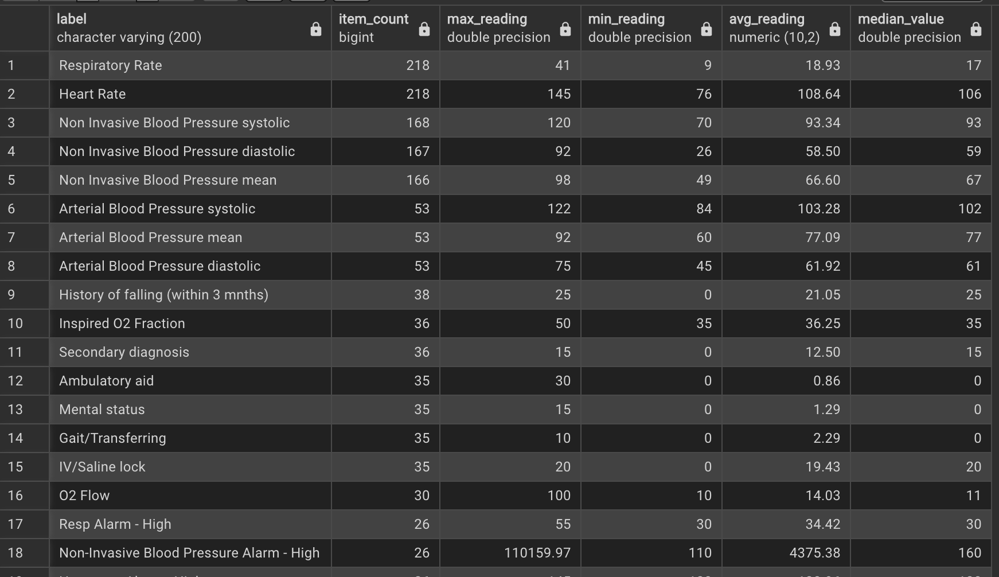 label item_count max_reading min_reading avg_reading median_value
character varying (200) bigint double precision double precision numeric (10,2) double precision
1 Respiratory Rate 218 41 9 18.93 17
2 Heart Rate 218 145 76 108.64 106
3 Non Invasive Blood Pressure systolic 168 120 70 93.34 93
4 Non Invasive Blood Pressure diastolic 167 92 26 58.50 59
5 Non Invasive Blood Pressure mean 166 98 49 66.60 67
6 Arterial Blood Pressure systolic 53 122 84 103.28 102
7 Arterial Blood Pressure mean 53 92 60 77.09 77
8 Arterial Blood Pressure diastolic 53 75 45 61.92 61
9 History of falling (within 3 mnths) 38 25 0 21.05 25
10 Inspired O2 Fraction 36 50 35 36.25 35
11 Secondary diagnosis 36 15 0 12.50 15
12 Ambulatory aid 35 30 0 0.86 0
13 Mental status 35 15 0 1.29 0
14 Gait/Transferring 35 10 0 2.29 0
15 IV/Saline lock 35 20 0 19.43 20
16 O2 Flow 30 100 10 14.03 11
17 Resp Alarm - High 26 55 30 34.42 30
18 Non-Invasive Blood Pressure Alarm - High 26 110159.97 110 4375.38 160